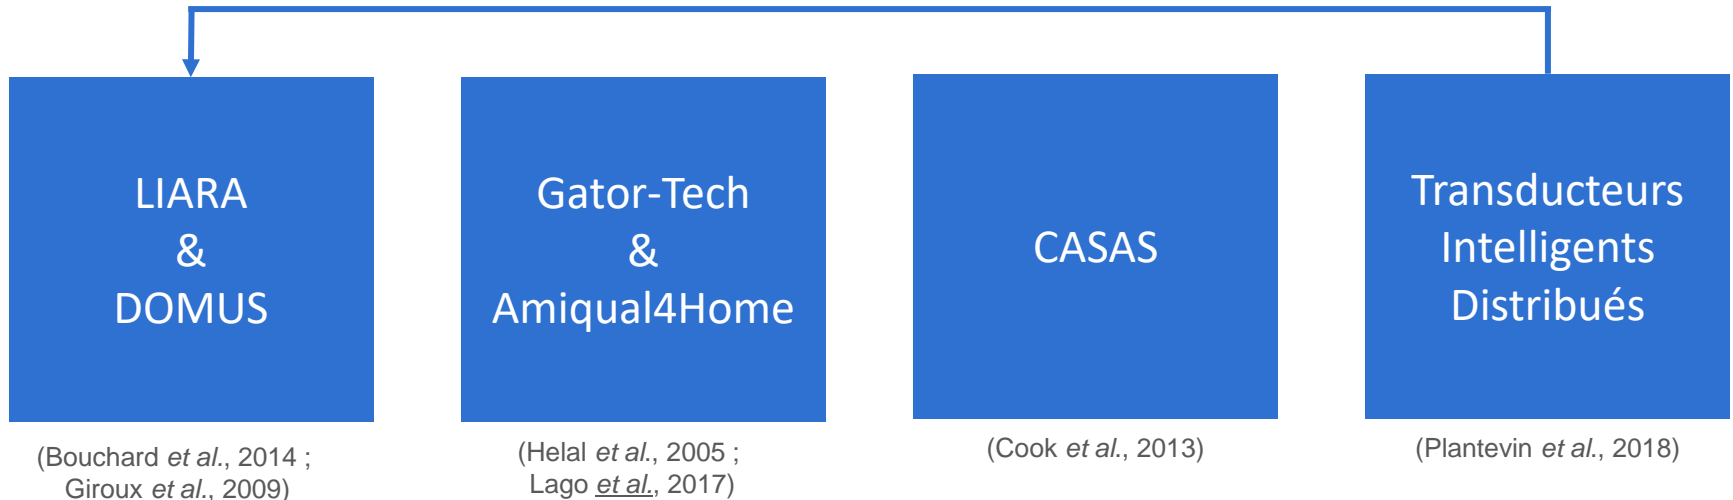 LIARA
&
DOMUS
(Bouchard et al., 2014 ;
Giroux et al., 2009)
Gator-Tech
&
Amiqual4Home
(Helal et al., 2005 ;
Lago et al., 2017)
CASAS
(Cook et al., 2013)
Transducteurs
Intelligents
Distribués
(Plantevin et al., 2018)